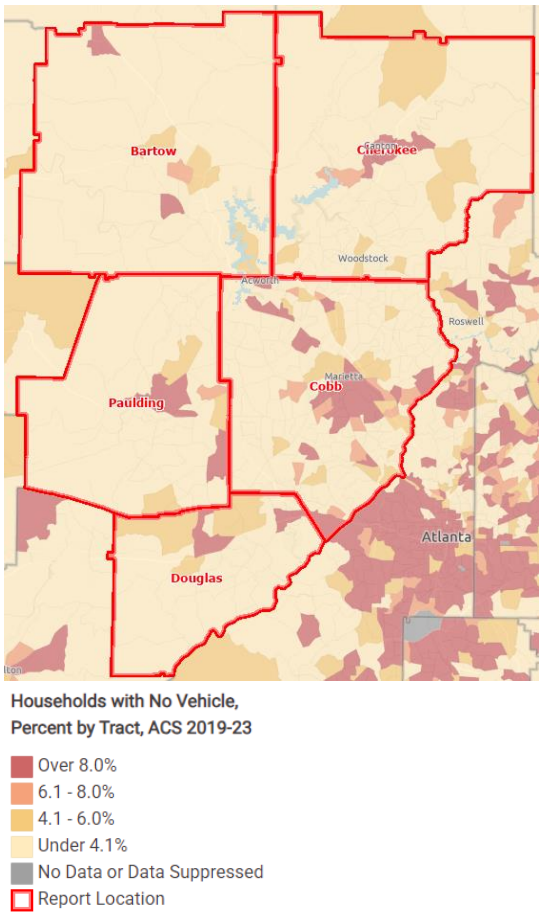 Bartow
Canton
Cherokee
Woodstock
Acworth
Roswell
Marietta
Cobb
Paulding
Atlanta
Douglas
lton
Households with No Vehicle,
Percent by Tract, ACS 2019-23
Over 8.0%
6.1 - 8.0%
4.1 - 6.0%
Under 4.1%
No Data or Data Suppressed
Report Location